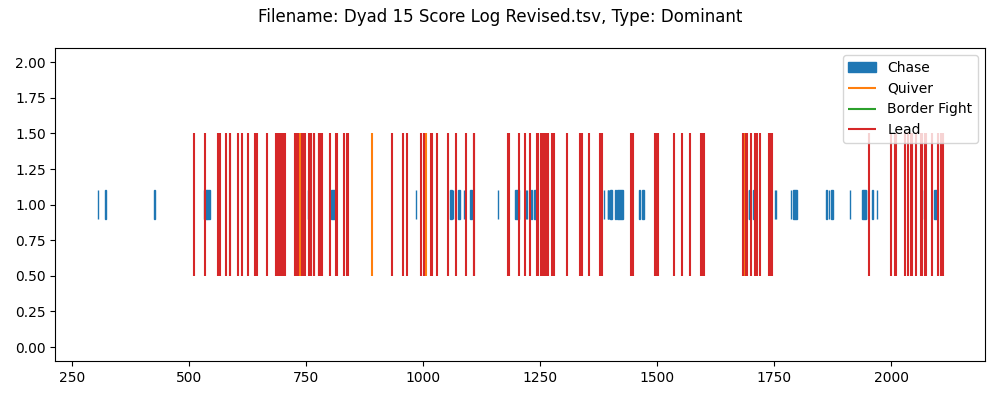 Filename: Dyad 15 Score Log Revised.tsv, Type: Dominant
2.00
1.75
1.50
1.25
1.00
0.75
0.50
0.25
0.00
Chase
Quiver
Border Fight
Lead
250 500 750 1000 1250 1500 1750 2000